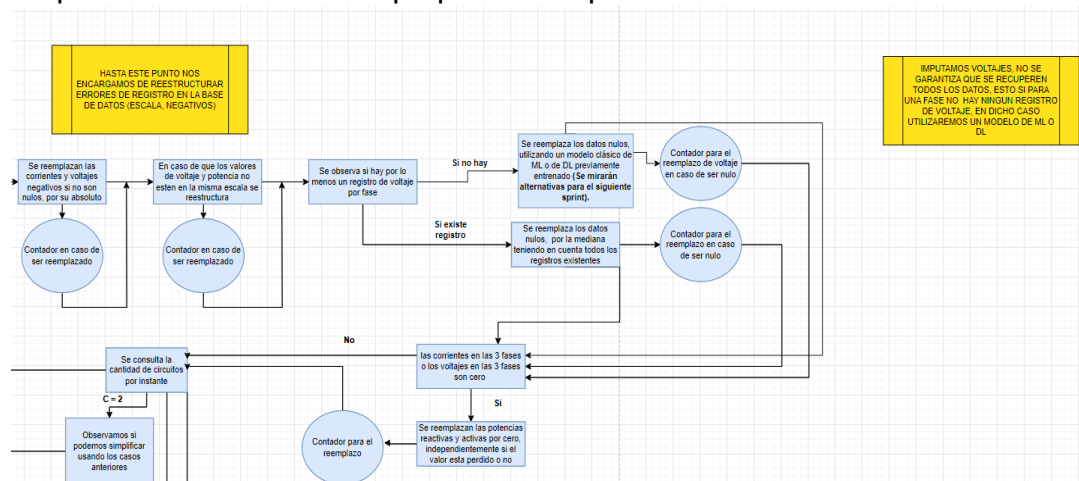 HASTA ESTE PUNTO NOS
ENCARGAMOS DE REESTRUCTURAR
ERRORES DE REGISTRO EN LA BASE
DE DATOS (ESCALA, NEGATIVOS)
IMPUTAMOS VOLTAJES, NO SE
GARANTIZA QUE SE RECUPEREN
TODOS LOS DATOS, ESTO SI PARA
UNA FASE NO HAY NINGUN REGISTRO
DE VOLTAJE, EN DICHO CASO
UTILIZAREMOS UN MODELO DE ML O
DL
Se reemplazan las
corrientes y voltajes
negativos si no son
nulos, por su absoluto
En caso de que los valores
de voltaje y potencia no
esten en la misma escala se
reestructura
Se observa si hay por lo
menos un registro de voltaje
por fase
Si no hay
Se reemplaza los datos nulos,
utilizando un modelo clásico de
ML o de DL previamente
entrenado (Se mirarán
alternativas para el siguiente
sprint).
Contador para el
reemplazo de voltaje
en caso de ser nulo
Contador en caso de
ser reemplazado
Contador en caso de
ser reemplazado
Si existe
registro
Se reemplaza los datos
nulos, por la mediana
teniendo en cuenta todos los
registros existentes
Contador para el
reemplazo en caso
de ser nulo
No
las corrientes en las 3 fases
o los voltajes en las 3 fases
son cero
Se consulta la
cantidad de circuitos
por instante
C = 2
Si
Observamos si
podemos simplificar
usando los casos
anteriores
Contador para el
reemplazo
Se reemplazan las potencias
reactivas y activas por cero,
independientemente si el
valor esta perdido o no